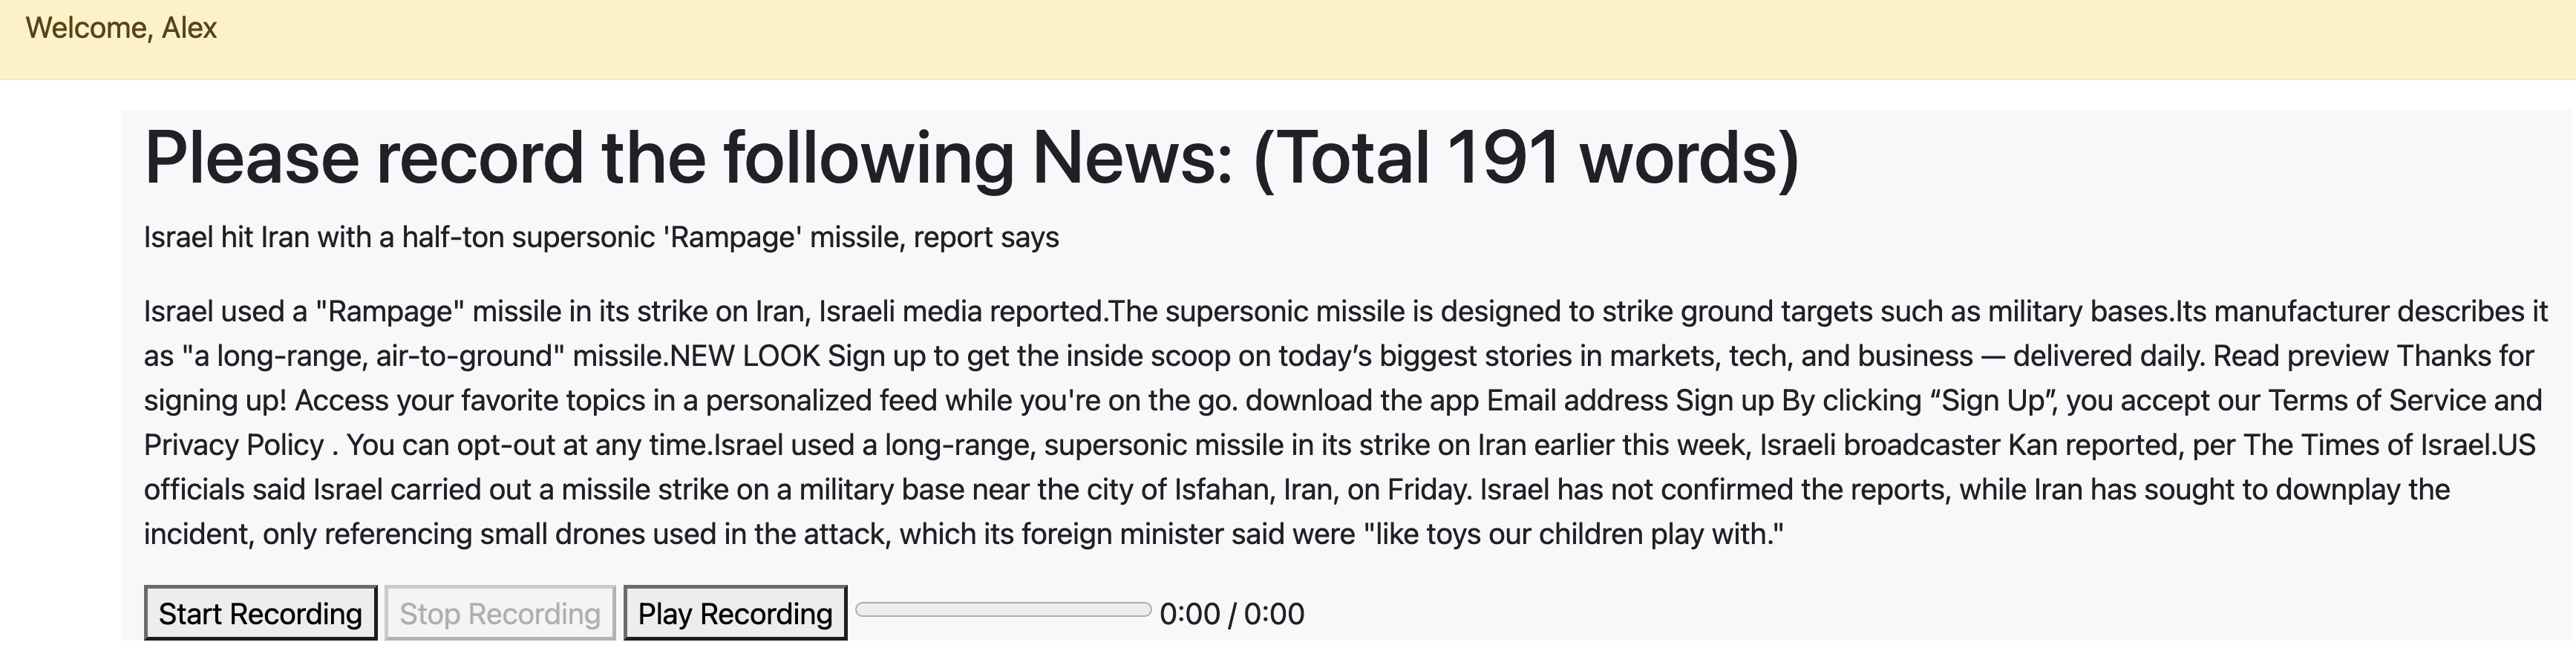 Welcome, Alex
Please record the following News: (Total 191 words)
Israel hit Iran with a half-ton supersonic 'Rampage' missile, report says
Israel used a "Rampage" missile in its strike on Iran, Israeli media reported.The supersonic missile is designed to strike ground targets such as military bases.Its manufacturer describes it
as "a long-range, air-to-ground" missile.NEW LOOK Sign up to get the inside scoop on today’s biggest stories in markets, tech, and business — delivered daily. Read preview Thanks for
signing up! Access your favorite topics in a personalized feed while you're on the go. download the app Email address Sign up By clicking “Sign Up”, you accept our Terms of Service and
Privacy Policy . You can opt-out at any time.Israel used a long-range, supersonic missile in its strike on Iran earlier this week, Israeli broadcaster Kan reported, per The Times of Israel.US
officials said Israel carried out a missile strike on a military base near the city of Isfahan, Iran, on Friday. Israel has not confirmed the reports, while Iran has sought to downplay the
incident, only referencing small drones used in the attack, which its foreign minister said were "like toys our children play with."
Start Recording Stop Recording Play Recording 0:00 / 0:00